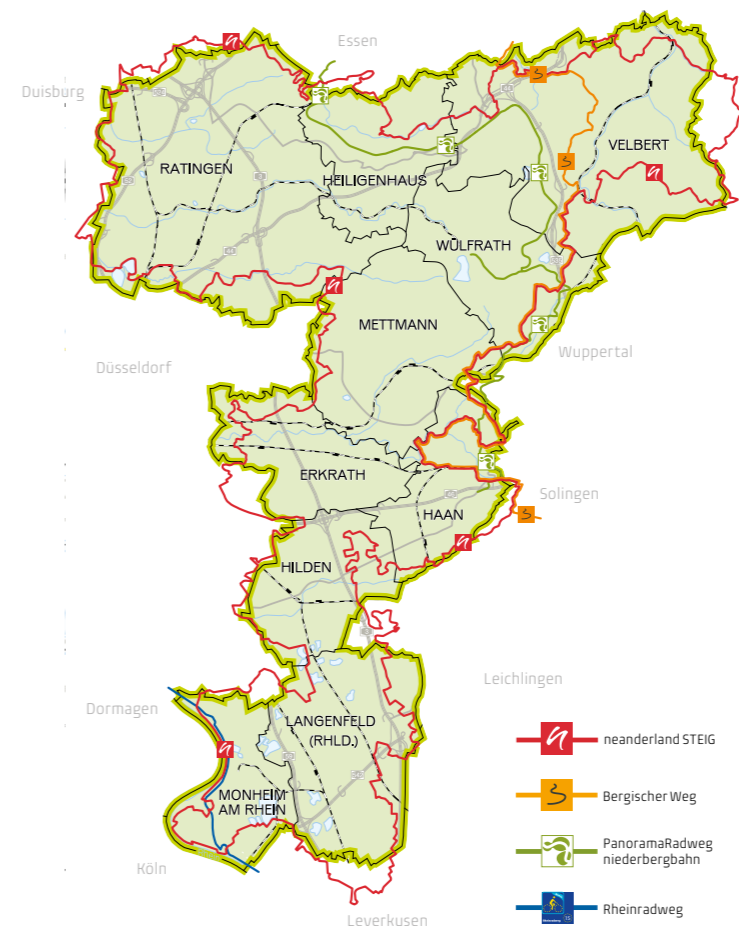 Essen
Duisburg
VELBERT
RATINGEN
HEILIGENHAUS
WÜLFRATH
METTMANN
Wuppertal
Düsseldorf
ERKRATH
Solingen
HAAN
HILDEN
Leichlingen
Dormagen
LANGENFELD
(RHLD.)
neanderland STEIG
MONHEIM
AM RHEIN
Bergischer Weg
PanoramaRadweg
niederbergbahn
Köln
Rheinradweg
Leverkusen